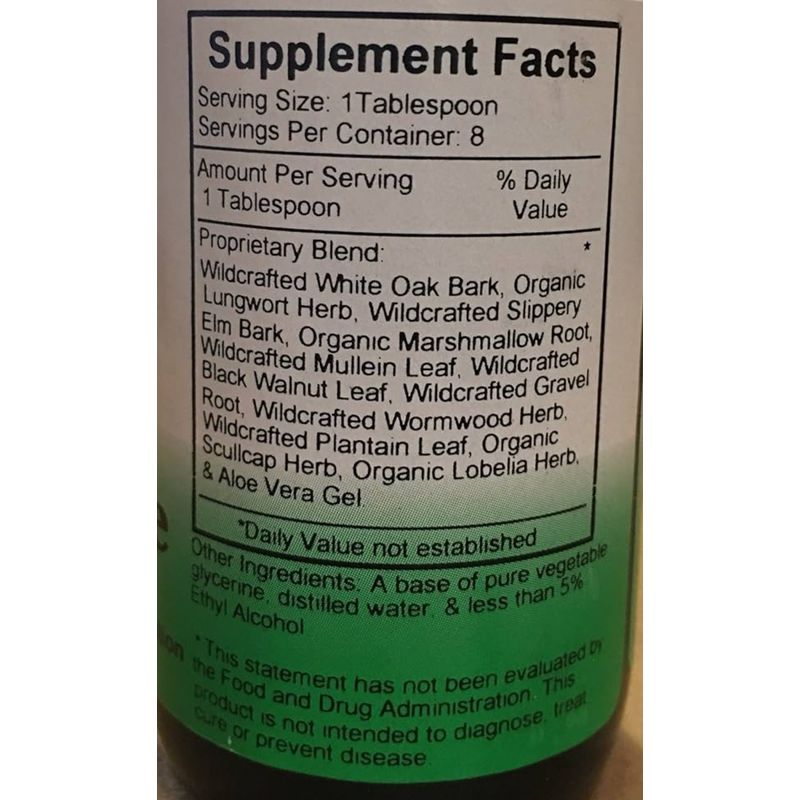 Supplement Facts
Serving Size: 1Tablespoon
Servings Per Container: 8
Amount Per Serving % Daily
1 Tablespoon Value
Proprietary Blend: *
Wildcrafted White Oak Bark, Organic
Lungwort Herb, Wildcrafted Slippery
Elm Bark, Organic Marshmallow Root,
Wildcrafted Mullein Leaf, Wildcrafted
Black Walnut Leaf, Wildcrafted Gravel
Root, Wildcrafted Wormwood Herb,
Wildcrafted Plantain Leaf, Organic
Scullcap Herb, Organic Lobelia Herb,
& Aloe Vera Gel.
*Daily Value not established
Other Ingredients: A base of pure vegetable
glycerine, distilled water, & less than 5%
Ethyl Alcohol
*This statement has not been evaluated by
the Food and Drug Administration. This
product is not intended to diagnose, treat
cure or prevent disease.